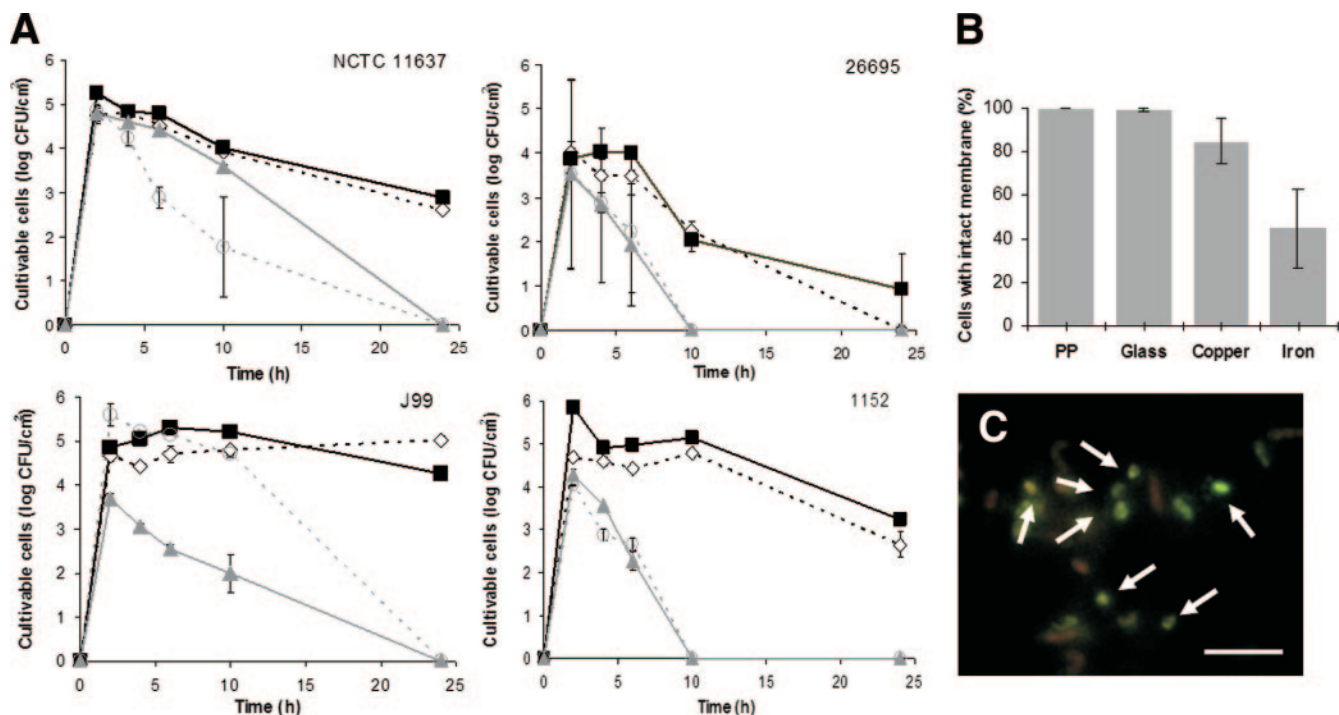 A
NCTC 11637
Cultivable cells (log CFU/cm²)
6
5
4
3
2
1
0
0 5 10 15 20 25
Time (h)
26695
Cultivable cells (log CFU/cm²)
6
5
4
3
2
1
0
0 5 10 15 20 25
Time (h)
J99
Cultivable cells (log CFU/cm²)
6
5
4
3
2
1
0
0 5 10 15 20 25
Time (h)
1152
Cultivable cells (log CFU/cm²)
6
5
4
3
2
1
0
0 5 10 15 20 25
Time (h)
B
Cells with intact membrane (%)
100
80
60
40
20
0
PP Glass Copper Iron
C